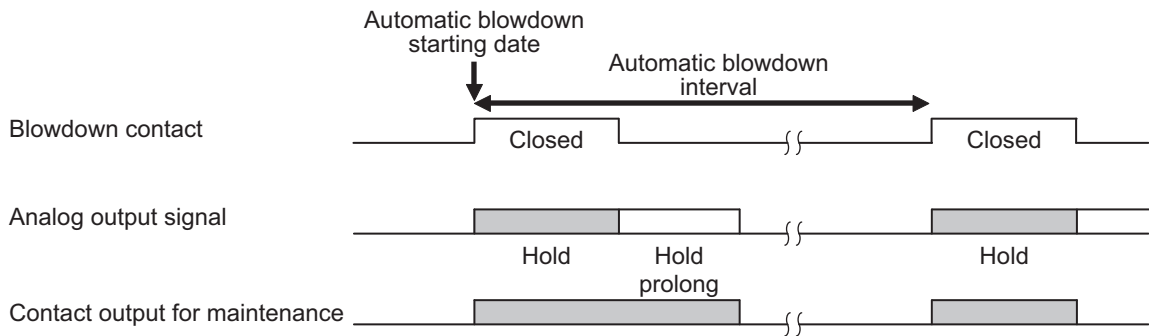 Automatic blowdown
starting date
Automatic blowdown
interval
Blowdown contact
Closed
Closed
Analog output signal
Hold
Hold
prolong
Hold
Contact output for maintenance